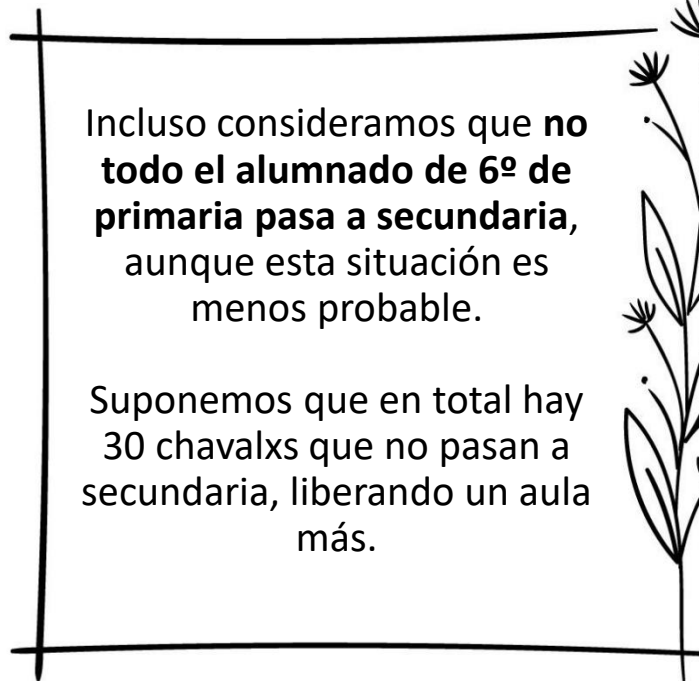 Incluso consideramos que no
todo el alumnado de 6º de
primaria pasa a secundaria,
aunque esta situación es
menos probable.
Suponemos que en total hay
30 chavalxs que no pasan a
secundaria, liberando un aula
más.